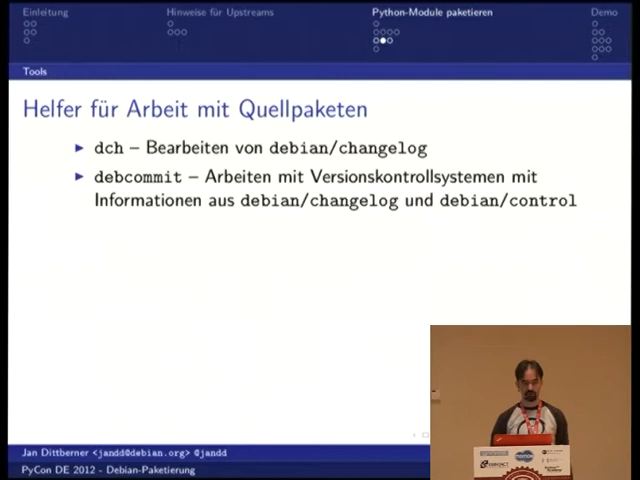 Einleitung
Hinweise für Upstreams
Python-Module paketieren
Demo
Tools
Helfer für Arbeit mit Quellpaketen
dch – Bearbeiten von debian/changelog
debcommit – Arbeiten mit Versionskontrollsystemen mit
Informationen aus debian/changelog und debian/control
Jan Dittberner <jandd@debian.org> @jandd
PyCon DE 2012 - Debian-Paketierung